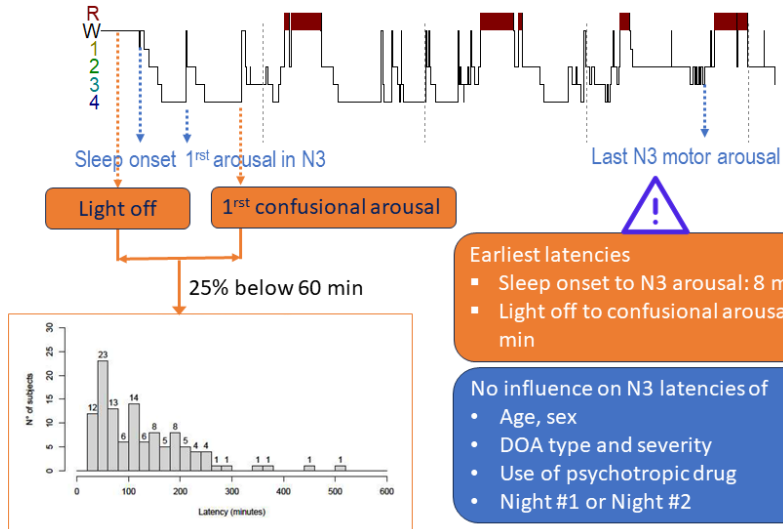 R
W
1
2
3
4
Sleep onset 1rst arousal in N3
Last N3 motor arousal
Light off
1rst confusional arousal
25% below 60 min
Earliest latencies
▪ Sleep onset to N3 arousal: 8 m
▪ Light off to confusional arousa
min
No influence on N3 latencies of
• Age, sex
• DOA type and severity
• Use of psychotropic drug
• Night #1 or Night #2
N° of subjects
30
25
20
15
10
5
0
12 23 13 6 14 6 8 5 8 5 4 4 1 1 1 1 1 1
0 100 200 300 400 500 600
Latency (minutes)